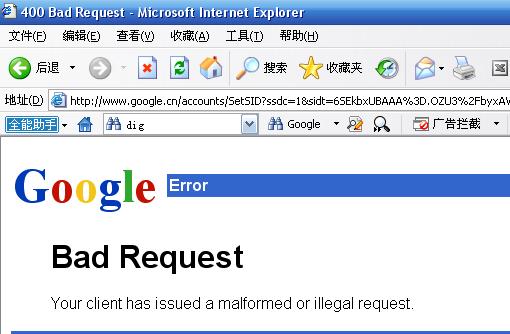 400 Bad Request - Microsoft Internet Explorer
文件(F) 编辑(E) 查看(V) 收藏(A) 工具(T) 帮助(H)
后退 搜索 收藏夹
地址(D) http://www.google.cn/accounts/SetSID?ssdc=1&sidt=6SEkbxUBAAA%3D.OZU3%2FbyxAV
全能助手 dig Google 广告拦截
Google Error
Bad Request
Your client has issued a malformed or illegal request.